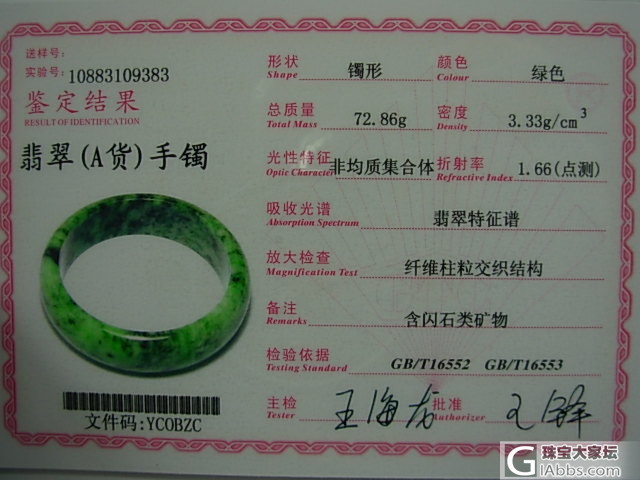 送样号:
实验号: 10883109383
鉴定结果
RESULT OF IDENTIFICATION
翡翠(A货)手镯
文件码:YCOBZC
形状 镯形 颜色 绿色
Shape Colour
总质量 72.86g 密度 3.33g/cm3
Total Mass Density
光性特征 非均质集合体 折射率 1.66(点测)
Optic Character Refractive Index
吸收光谱 翡翠特征谱
Absorption Spectrum
放大检查 纤维柱粒交织结构
Magnification Test
备注 含闪石类矿物
Remarks
检验依据 GB/T16552 GB/T16553
Testing Standard
主检 王海 批准 王
Tester Authorizer
珠宝大家坛
GIAbbs.com